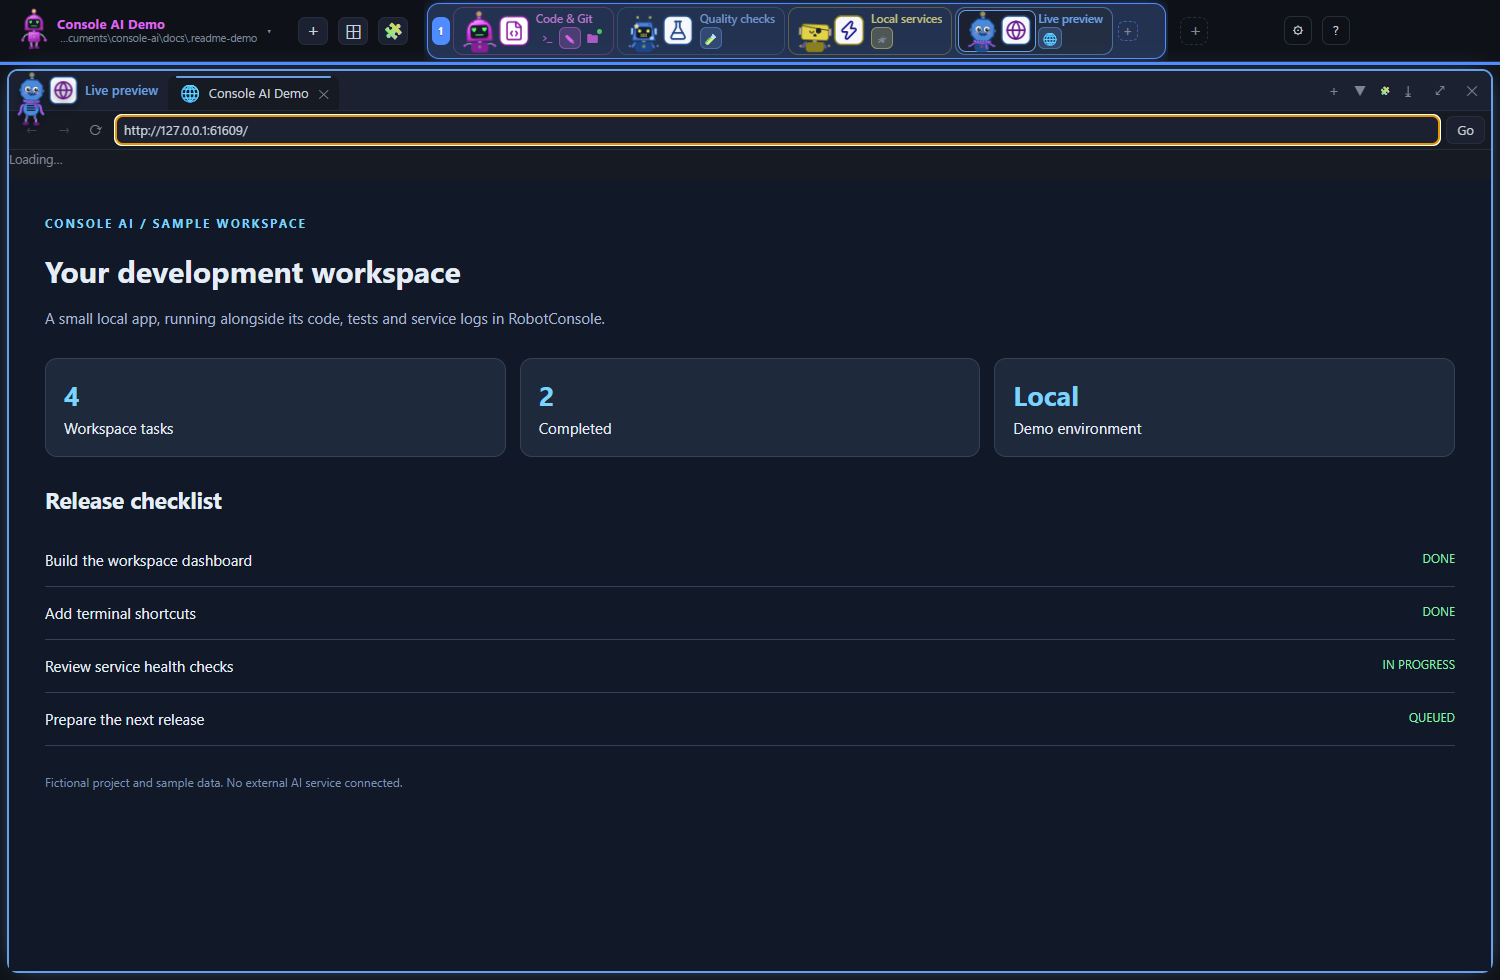 Console AI Demo
...cuments\console-ai\docs\.readme-demo
1
Code & Git
Quality checks
Local services
Live preview
?
Live preview
Console AI Demo
http://127.0.0.1:61609/
Go
Loading...
CONSOLE AI / SAMPLE WORKSPACE
Your development workspace
A small local app, running alongside its code, tests and service logs in RobotConsole.
4
Workspace tasks
2
Completed
Local
Demo environment
Release checklist
Build the workspace dashboard
DONE
Add terminal shortcuts
DONE
Review service health checks
IN PROGRESS
Prepare the next release
QUEUED
Fictional project and sample data. No external AI service connected.